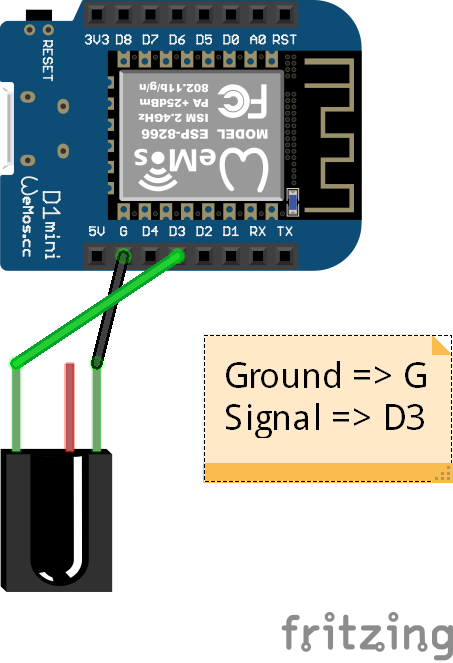 3V3 D8 D7 D6 D5 D0 A0 RST
RESET
MODEL ESP-8266
ISM 2.4GHz
PA +25dBm
802.11b/g/n
FC
WeMos
D1 mini
WeMos.cc
5V G D4 D3 D2 D1 RX TX
Ground => G
Signal => D3
fritzing